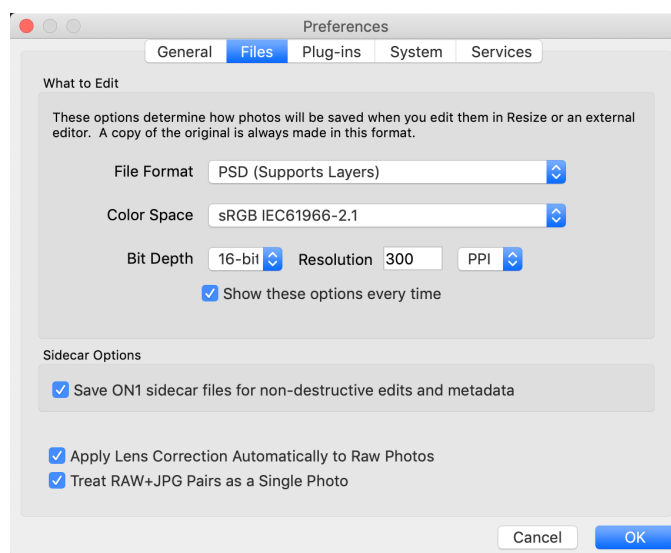 Preferences
General Files Plug-ins System Services
What to Edit
These options determine how photos will be saved when you edit them in Resize or an external
editor. A copy of the original is always made in this format.
File Format PSD (Supports Layers)
Color Space sRGB IEC61966-2.1
Bit Depth 16-bit Resolution 300 PPI
Show these options every time
Sidecar Options
Save ON1 sidecar files for non-destructive edits and metadata
Apply Lens Correction Automatically to Raw Photos
Treat RAW+JPG Pairs as a Single Photo
Cancel OK